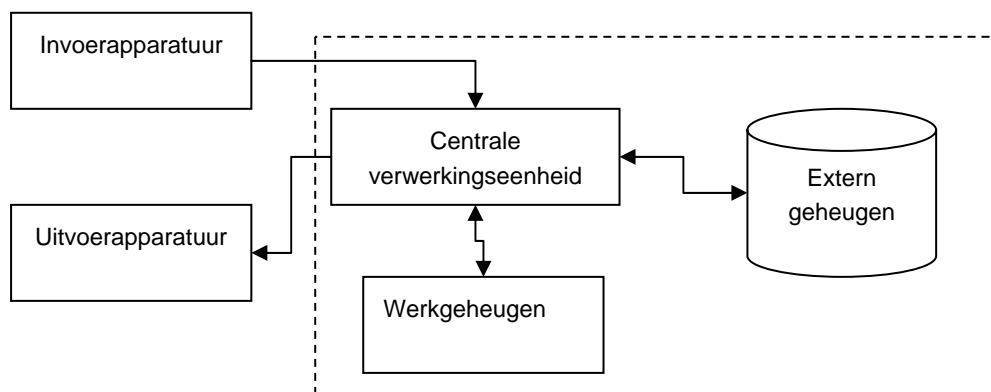 Invoerapparatuur
Centrale
verwerkingseenheid
Extern
geheugen
Uitvoerapparatuur
Werkgeheugen